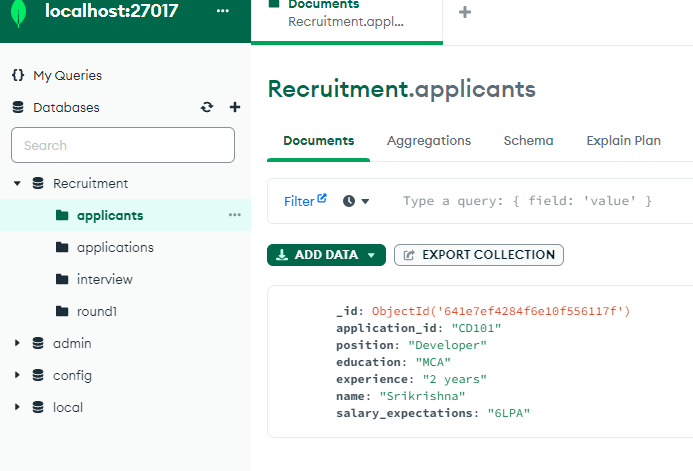 localhost:27017
...
Documents
Recruitment.appl...
+
{} My Queries
Databases
+
Search
Recruitment
applicants
...
applications
interview
round1
admin
config
local
Recruitment.applicants
Documents Aggregations Schema Explain Plan
Filter Type a query: { field: 'value' }
ADD DATA EXPORT COLLECTION
_id: ObjectId('641e7ef4284f6e10f556117f')
application_id: "CD101"
position: "Developer"
education: "MCA"
experience: "2 years"
name: "Srikrishna"
salary_expectations: "6LPA"